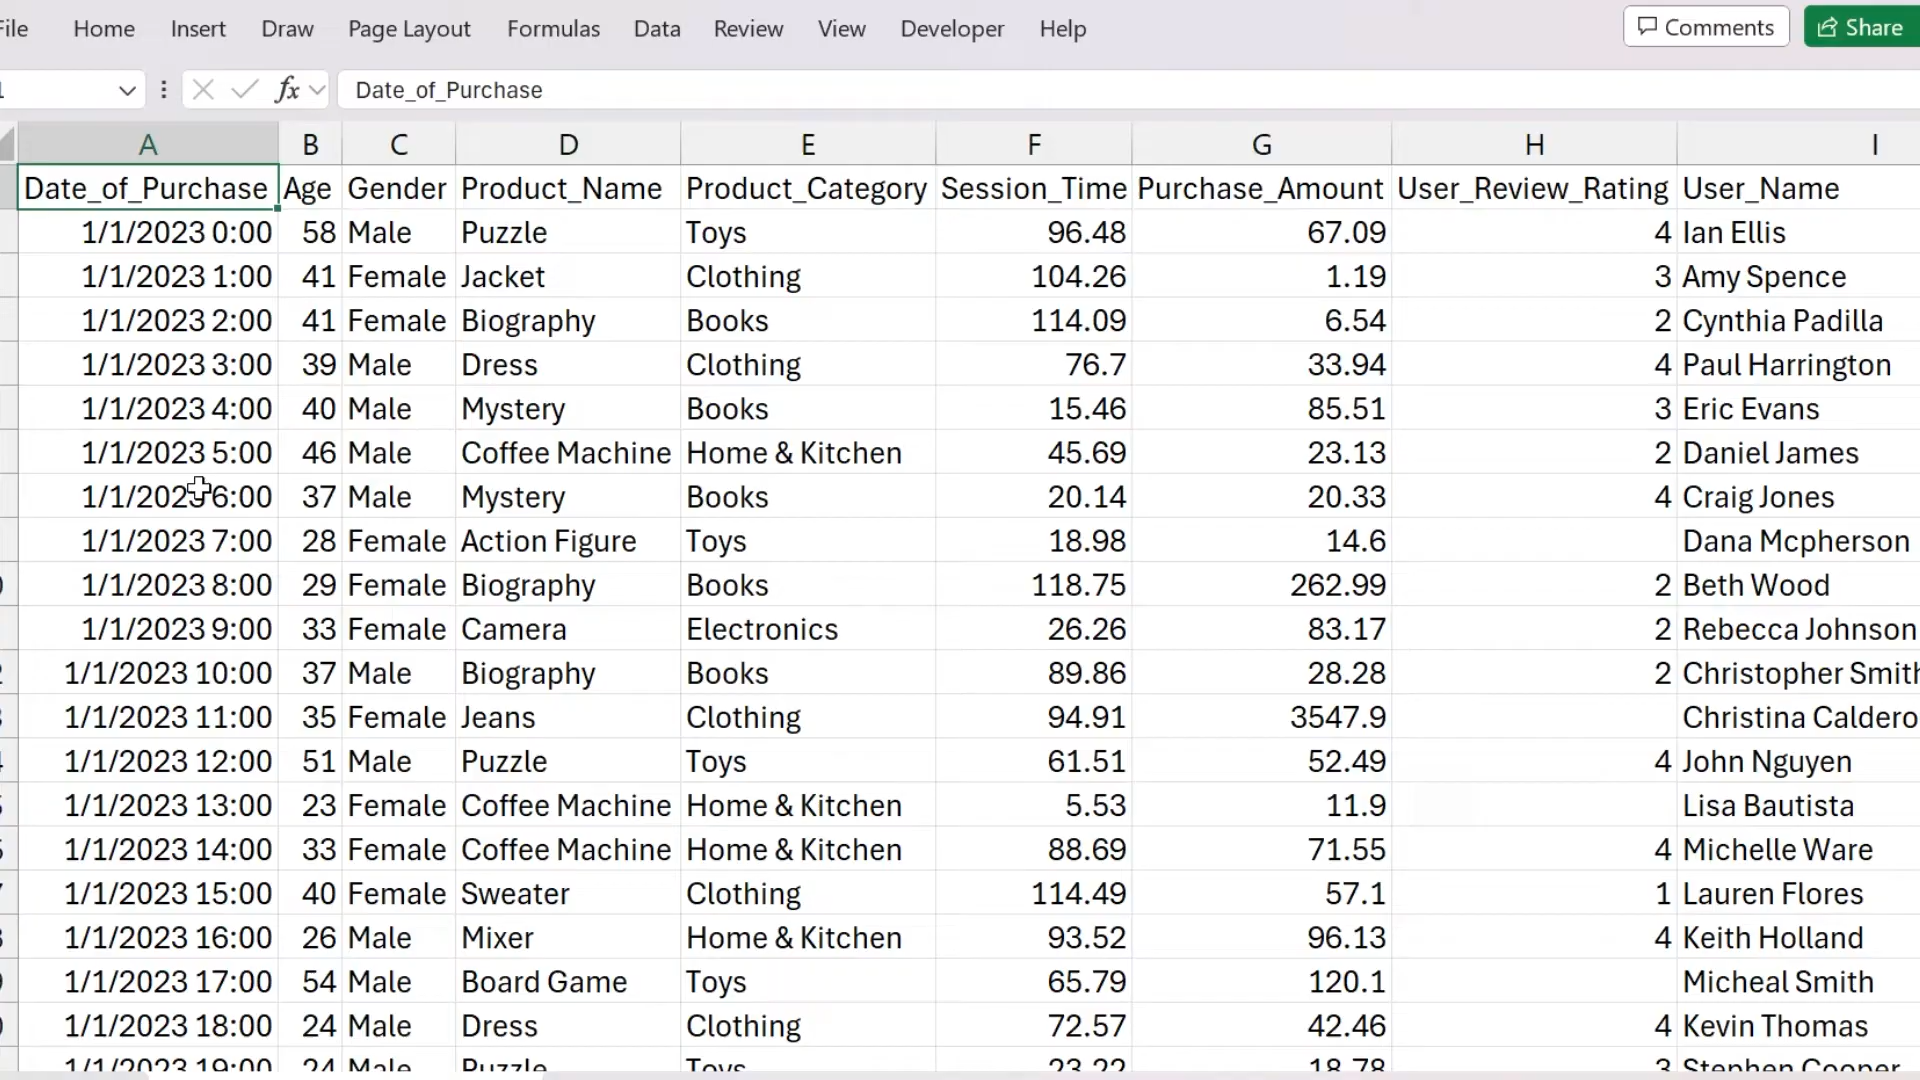 File Home Insert Draw Page Layout Formulas Data Review View Developer Help Comments Share
fx Date_of_Purchase
A B C D E F G H I
Date_of_Purchase Age Gender Product_Name Product_Category Session_Time Purchase_Amount User_Review_Rating User_Name
1/1/2023 0:00 58 Male Puzzle Toys 96.48 67.09 4 Ian Ellis
1/1/2023 1:00 41 Female Jacket Clothing 104.26 1.19 3 Amy Spence
1/1/2023 2:00 41 Female Biography Books 114.09 6.54 2 Cynthia Padilla
1/1/2023 3:00 39 Male Dress Clothing 76.7 33.94 4 Paul Harrington
1/1/2023 4:00 40 Male Mystery Books 15.46 85.51 3 Eric Evans
1/1/2023 5:00 46 Male Coffee Machine Home & Kitchen 45.69 23.13 2 Daniel James
1/1/2023 6:00 37 Male Mystery Books 20.14 20.33 4 Craig Jones
1/1/2023 7:00 28 Female Action Figure Toys 18.98 14.6 Dana Mcpherson
1/1/2023 8:00 29 Female Biography Books 118.75 262.99 2 Beth Wood
1/1/2023 9:00 33 Female Camera Electronics 26.26 83.17 2 Rebecca Johnson
1/1/2023 10:00 37 Male Biography Books 89.86 28.28 2 Christopher Smith
1/1/2023 11:00 35 Female Jeans Clothing 94.91 3547.9 Christina Caldero
1/1/2023 12:00 51 Male Puzzle Toys 61.51 52.49 4 John Nguyen
1/1/2023 13:00 23 Female Coffee Machine Home & Kitchen 5.53 11.9 Lisa Bautista
1/1/2023 14:00 33 Female Coffee Machine Home & Kitchen 88.69 71.55 4 Michelle Ware
1/1/2023 15:00 40 Female Sweater Clothing 114.49 57.1 1 Lauren Flores
1/1/2023 16:00 26 Male Mixer Home & Kitchen 93.52 96.13 4 Keith Holland
1/1/2023 17:00 54 Male Board Game Toys 65.79 120.1 Micheal Smith
1/1/2023 18:00 24 Male Dress Clothing 72.57 42.46 4 Kevin Thomas
1/1/2023 19:00 24 Male Puzzle Toys 23.22 18.78 3 Stephen Cooper